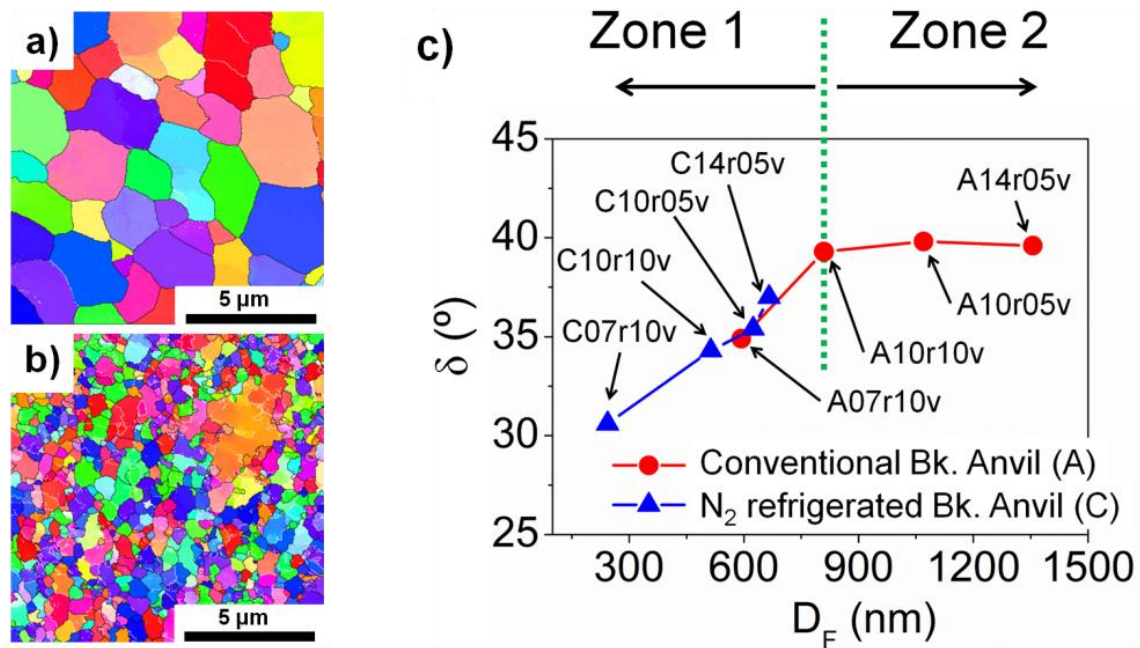 a)
5 µm
b)
5 µm
c)
Zone 1
Zone 2
45
40
35
30
25
δ (º)
C14r05v
C10r05v
C10r10v
C07r10v
A14r05v
A10r05v
A10r10v
A07r10v
Conventional Bk. Anvil (A)
N₂ refrigerated Bk. Anvil (C)
300 600 900 1200 1500
D_F (nm)